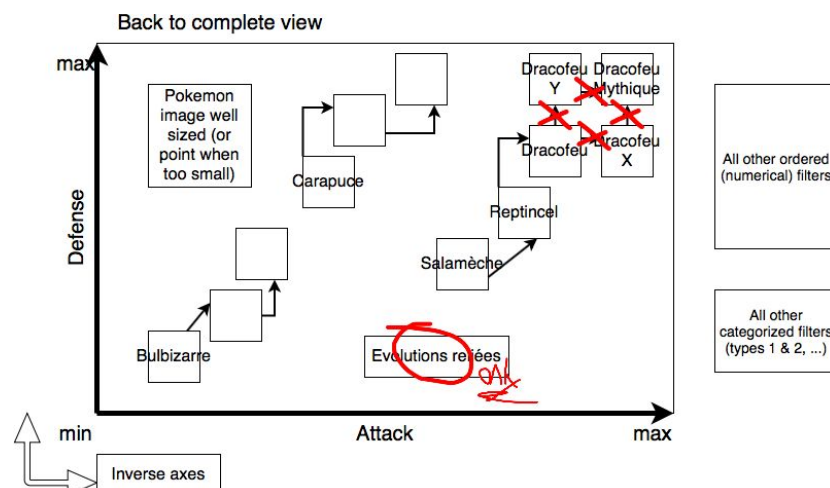 Back to complete view
max
Pokemon
image well
sized (or
point when
too small)
Carapuce
Dracofeu
Y
Dracofeu
Mythique
Dracofeu
Dracofeu
X
Reptincel
Salamèche
Bulbizarre
Evolutions reliées
Defense
min
Attack
max
Inverse axes
All other ordered
(numerical) filters
All other
categorized filters
(types 1 & 2, ...)